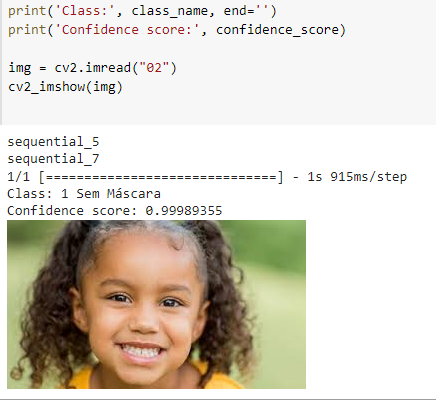 print('Class:', class_name, end='')
print('Confidence score:', confidence_score)
img = cv2.imread("02")
cv2_imshow(img)
sequential_5
sequential_7
1/1 [==============================] - 1s 915ms/step
Class: 1 Sem Máscara
Confidence score: 0.99989355